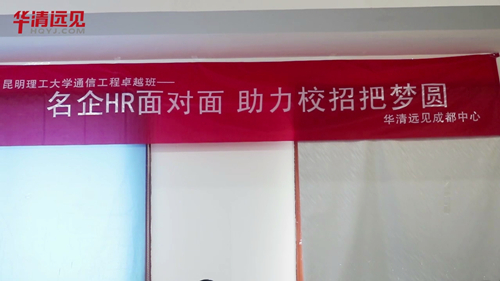 华清远见
HQYJ.COM
昆明理工大学通信工程卓越班——
名企HR面对面 助力校招把梦圆
华清远见成都中心